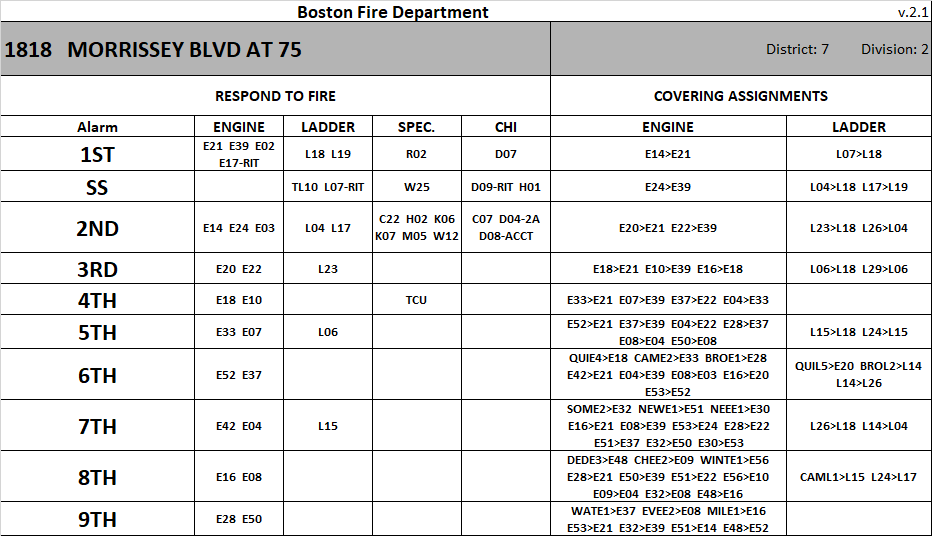 Boston Fire Department v.2.1
1818 MORRISSEY BLVD AT 75 District: 7 Division: 2
RESPOND TO FIRE COVERING ASSIGNMENTS
Alarm ENGINE LADDER SPEC. CHI ENGINE LADDER
1ST E21 E39 E02 E17-RIT L18 L19 R02 D07 E14>E21 L07>L18
SS TL10 L07-RIT W25 D09-RIT H01 E24>E39 L04>L18 L17>L19
2ND E14 E24 E03 L04 L17 C22 H02 K06 K07 M05 W12 C07 D04-2A D08-ACCT E20>E21 E22>E39 L23>L18 L26>L04
3RD E20 E22 L23 E18>E21 E10>E39 E16>E18 L06>L18 L29>L06
4TH E18 E10 TCU E33>E21 E07>E39 E37>E22 E04>E33
5TH E33 E07 L06 E52>E21 E37>E39 E04>E22 E28>E37 E08>E04 E50>E08 L15>L18 L24>L15
6TH E52 E37 QUIE4>E18 CAME2>E33 BROE1>E28 E42>E21 E04>E39 E08>E03 E16>E20 E53>E52 QUIL5>E20 BROL2>L14 L14>L26
7TH E42 E04 L15 SOME2>E32 NEWE1>E51 NEEE1>E30 E16>E21 E08>E39 E53>E24 E28>E22 E51>E37 E32>E50 E30>E53 L26>L18 L14>L04
8TH E16 E08 DEDE3>E48 CHEE2>E09 WINTE1>E56 E28>E21 E50>E39 E51>E22 E56>E10 E09>E04 E32>E08 E48>E16 CAML1>L15 L24>L17
9TH E28 E50 WATE1>E37 EVEE2>E08 MILE1>E16 E53>E21 E32>E39 E51>E14 E48>E52